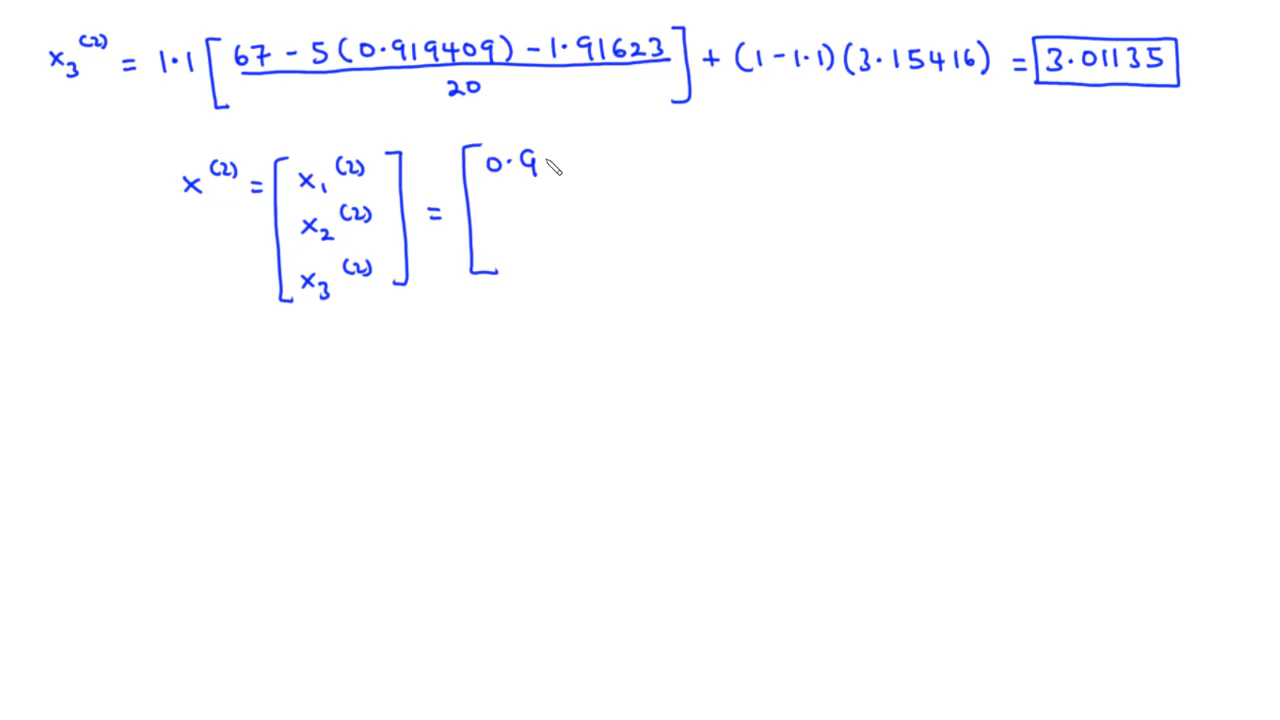 x₃⁽²⁾ = 1·1 [ (67 - 5(0·919409) - 1·91623) / 20 ] + (1 - 1·1)(3·15416) = 3·01135
x⁽²⁾ = [ x₁⁽²⁾ x₂⁽²⁾ x₃⁽²⁾ ] = [ 0·9